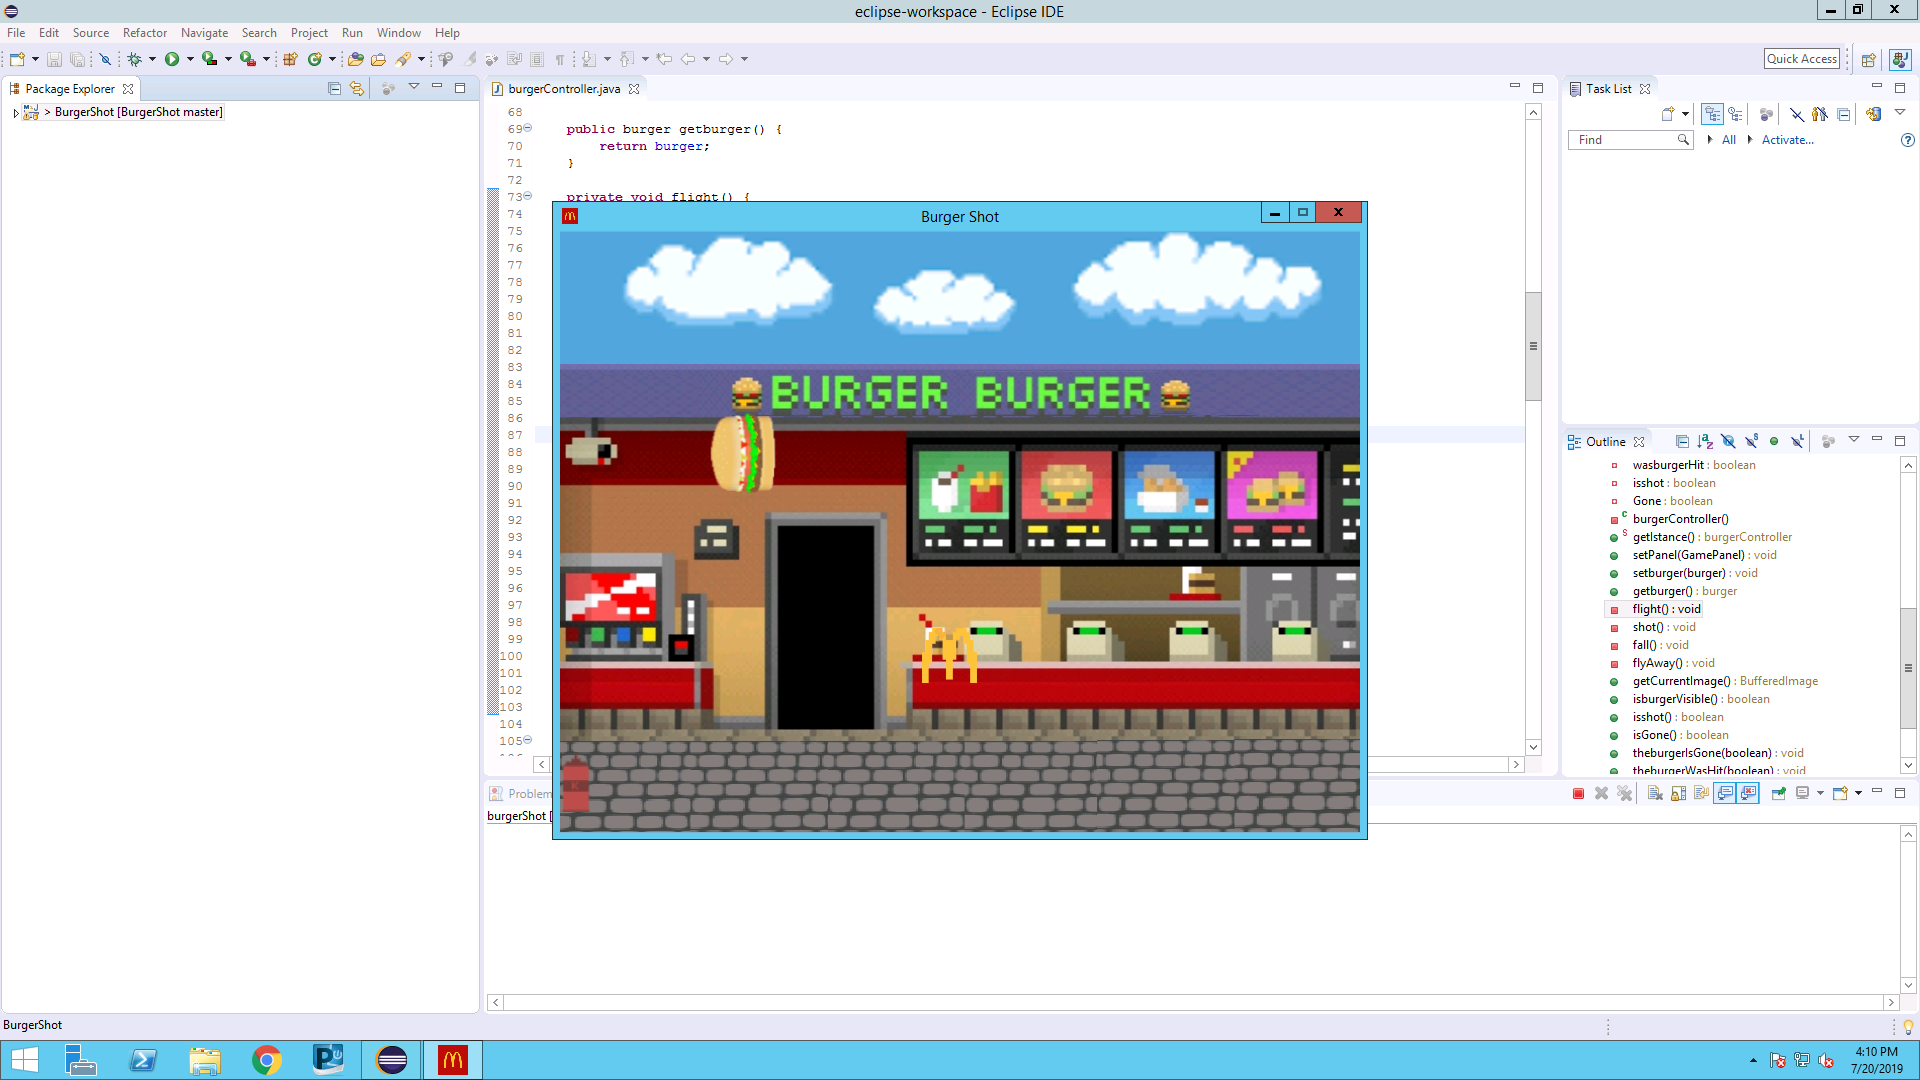 eclipse-workspace - Eclipse IDE
File Edit Source Refactor Navigate Search Project Run Window Help
Quick Access
Package Explorer
> BurgerShot [BurgerShot master]
burgerController.java
68
69 public burger getburger() {
70 return burger;
71 }
72
73 private void flight() {
74
75
76
77
78
79
80
81
82
83
84
85
86
87
88
89
90
91
92
93
94
95
96
97
98
99
100
101
102
103
104
105
Burger Shot
BURGER BURGER
Problem
burgerShot [
Task List
Find
All
Activate...
Outline
wasburgerHit : boolean
isshot : boolean
Gone : boolean
burgerController()
getIstance() : burgerController
setPanel(GamePanel) : void
setburger(burger) : void
getburger() : burger
flight() : void
shot() : void
fall() : void
flyAway() : void
getCurrentImage() : BufferedImage
isburgerVisible() : boolean
isshot() : boolean
isGone() : boolean
theburgerIsGone(boolean) : void
theburgerWasHit(boolean) : void
BurgerShot
4:10 PM
7/20/2019